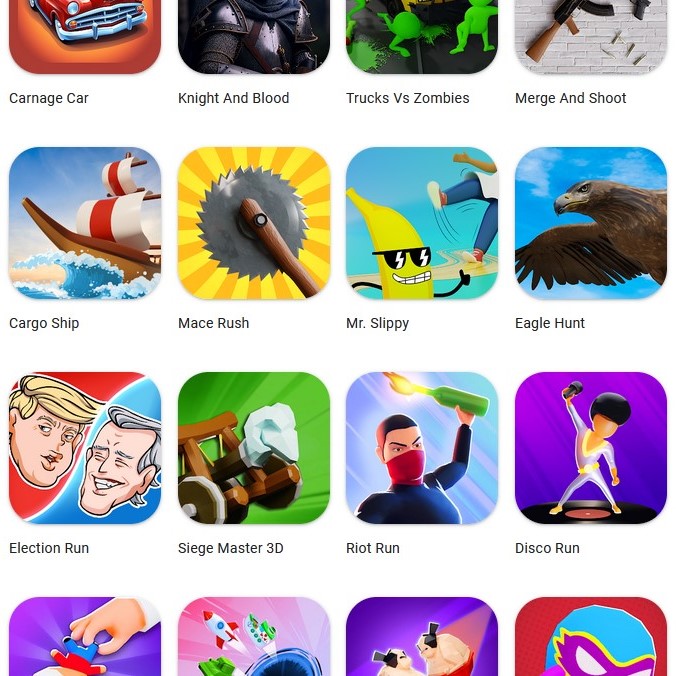 Carnage Car
Knight And Blood
Trucks Vs Zombies
Merge And Shoot
Cargo Ship
Mace Rush
Mr. Slippy
Eagle Hunt
Election Run
Siege Master 3D
Riot Run
Disco Run